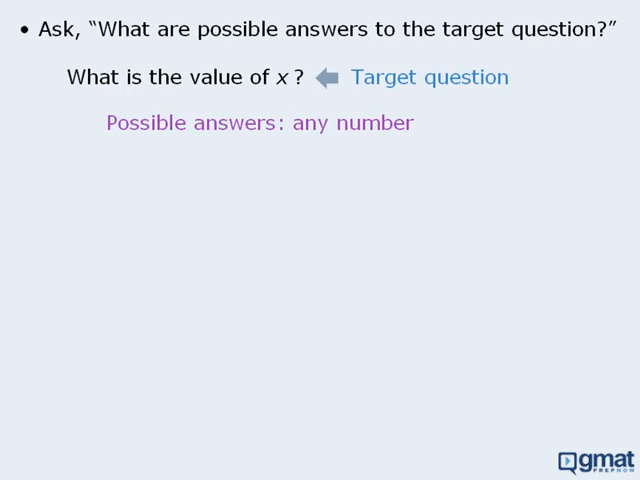 • Ask, “What are possible answers to the target question?”
What is the value of x ? Target question
Possible answers: any number
gmat
PREPNOW